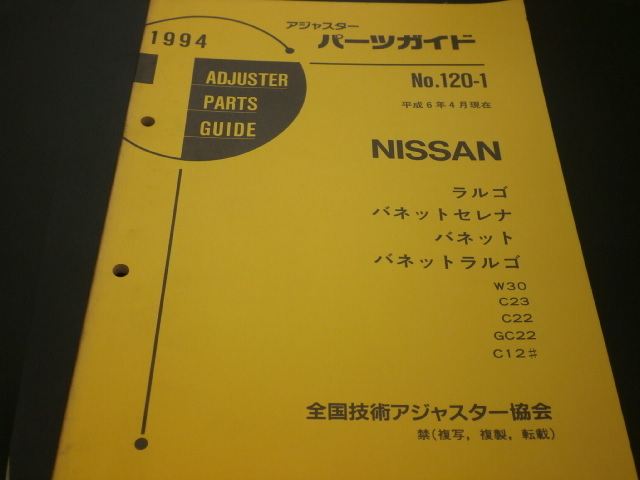 1994
アジャスター
パーツガイド
ADJUSTER
PARTS
GUIDE
No.120-1
平成6年4月現在
NISSAN
ラルゴ
バネットセレナ
バネット
バネットラルゴ
W30
C23
C22
GC22
C12#
全国技術アジャスター協会
禁(複写,複製,転載)